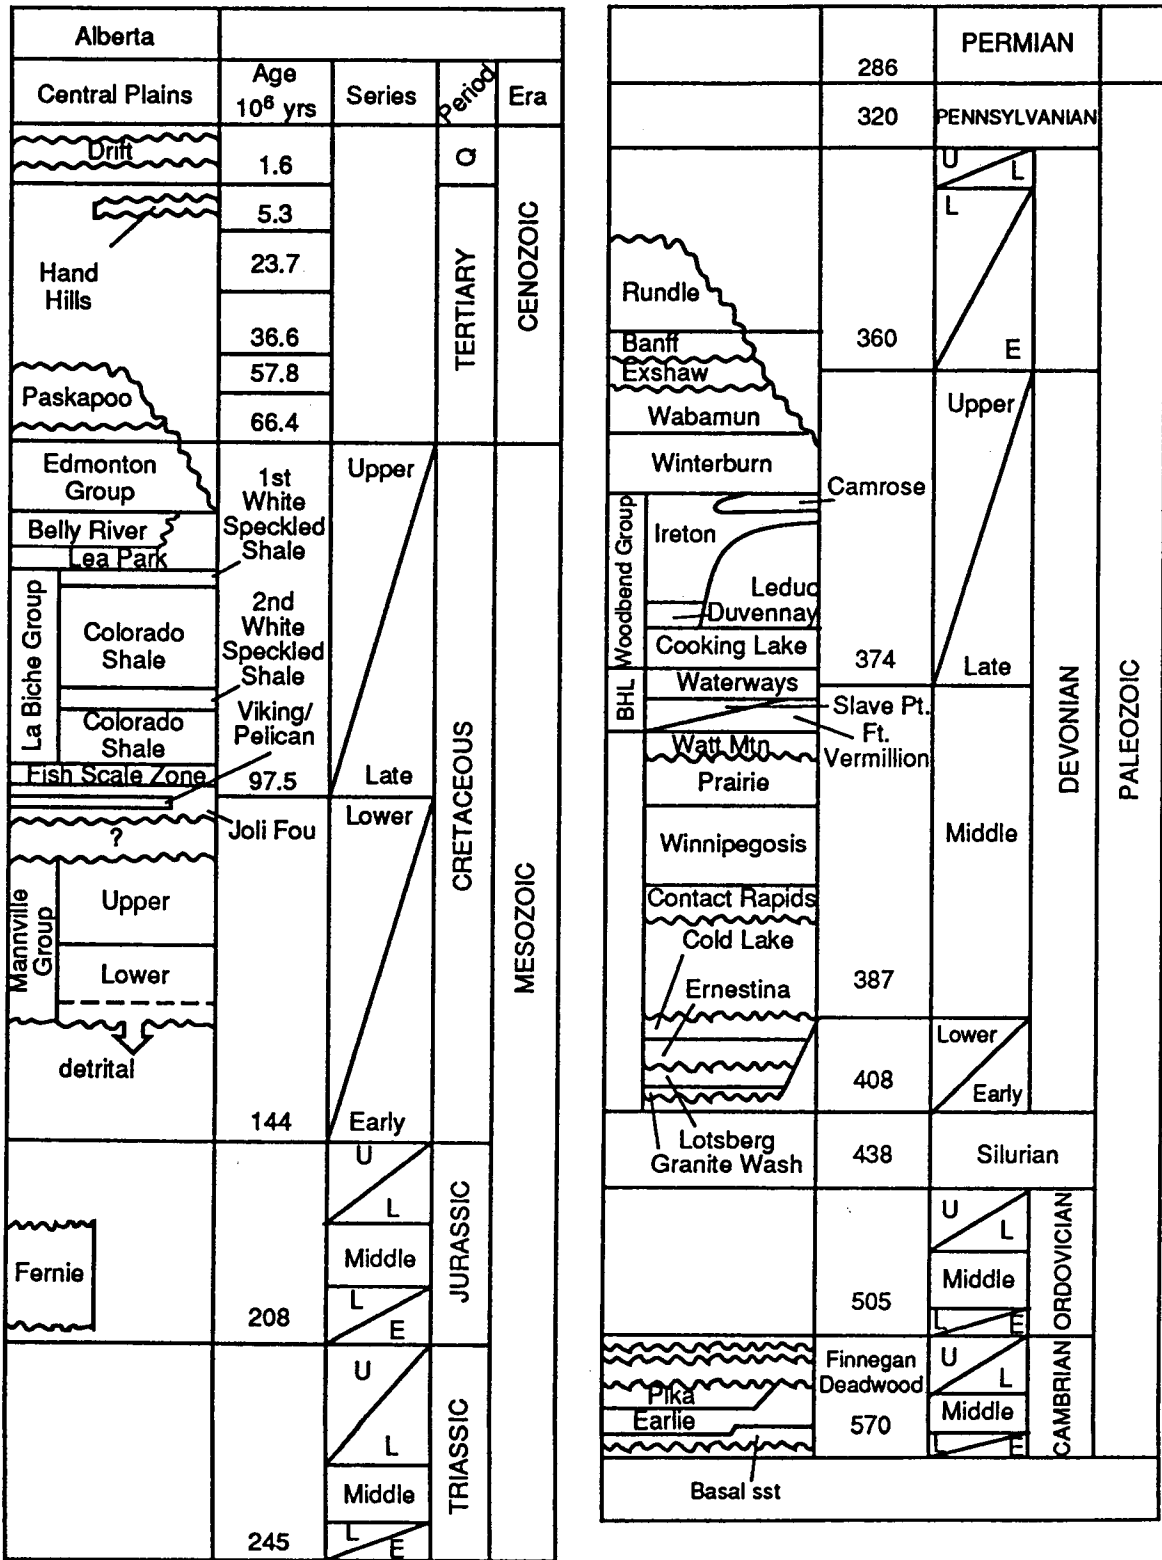 Alberta
Central Plains
Age
10⁶ yrs
Series
Period
Era
Drift
1.6
Q
5.3
Hand
Hills
23.7
36.6
57.8
Paskapoo
66.4
TERTIARY
CENOZOIC
Edmonton
Group
1st
White
Speckled
Shale
Upper
Belly River
Lea Park
La Biche Group
Colorado
Shale
2nd
White
Speckled
Shale
Colorado
Shale
Viking/
Pelican
Fish Scale Zone
97.5
Late
?
Joli Fou
Lower
CRETACEOUS
Mannville
Group
Upper
Lower
detrital
144
Early
MESOZOIC
U
L
Fernie
Middle
208
L
E
JURASSIC
U
L
Middle
245
L
E
TRIASSIC
286
PERMIAN
320
PENNSYLVANIAN
U
L
L
Rundle
Banff
360
E
Exshaw
Wabamun
Upper
Winterburn
Camrose
Woodbend Group
Ireton
Leduc
Duvennay
Cooking Lake
374
Late
BHL
Waterways
Slave Pt.
Ft.
Vermillion
Watt Mtn
Prairie
Winnipegosis
Middle
Contact Rapids
Cold Lake
Ernestina
387
DEVONIAN
PALEOZOIC
Lower
408
Early
Lotsberg
Granite Wash
438
Silurian
U
L
Middle
505
L
E
ORDOVICIAN
Finnegan
Deadwood
U
L
Pika
Earlie
570
Middle
L
E
CAMBRIAN
Basal sst